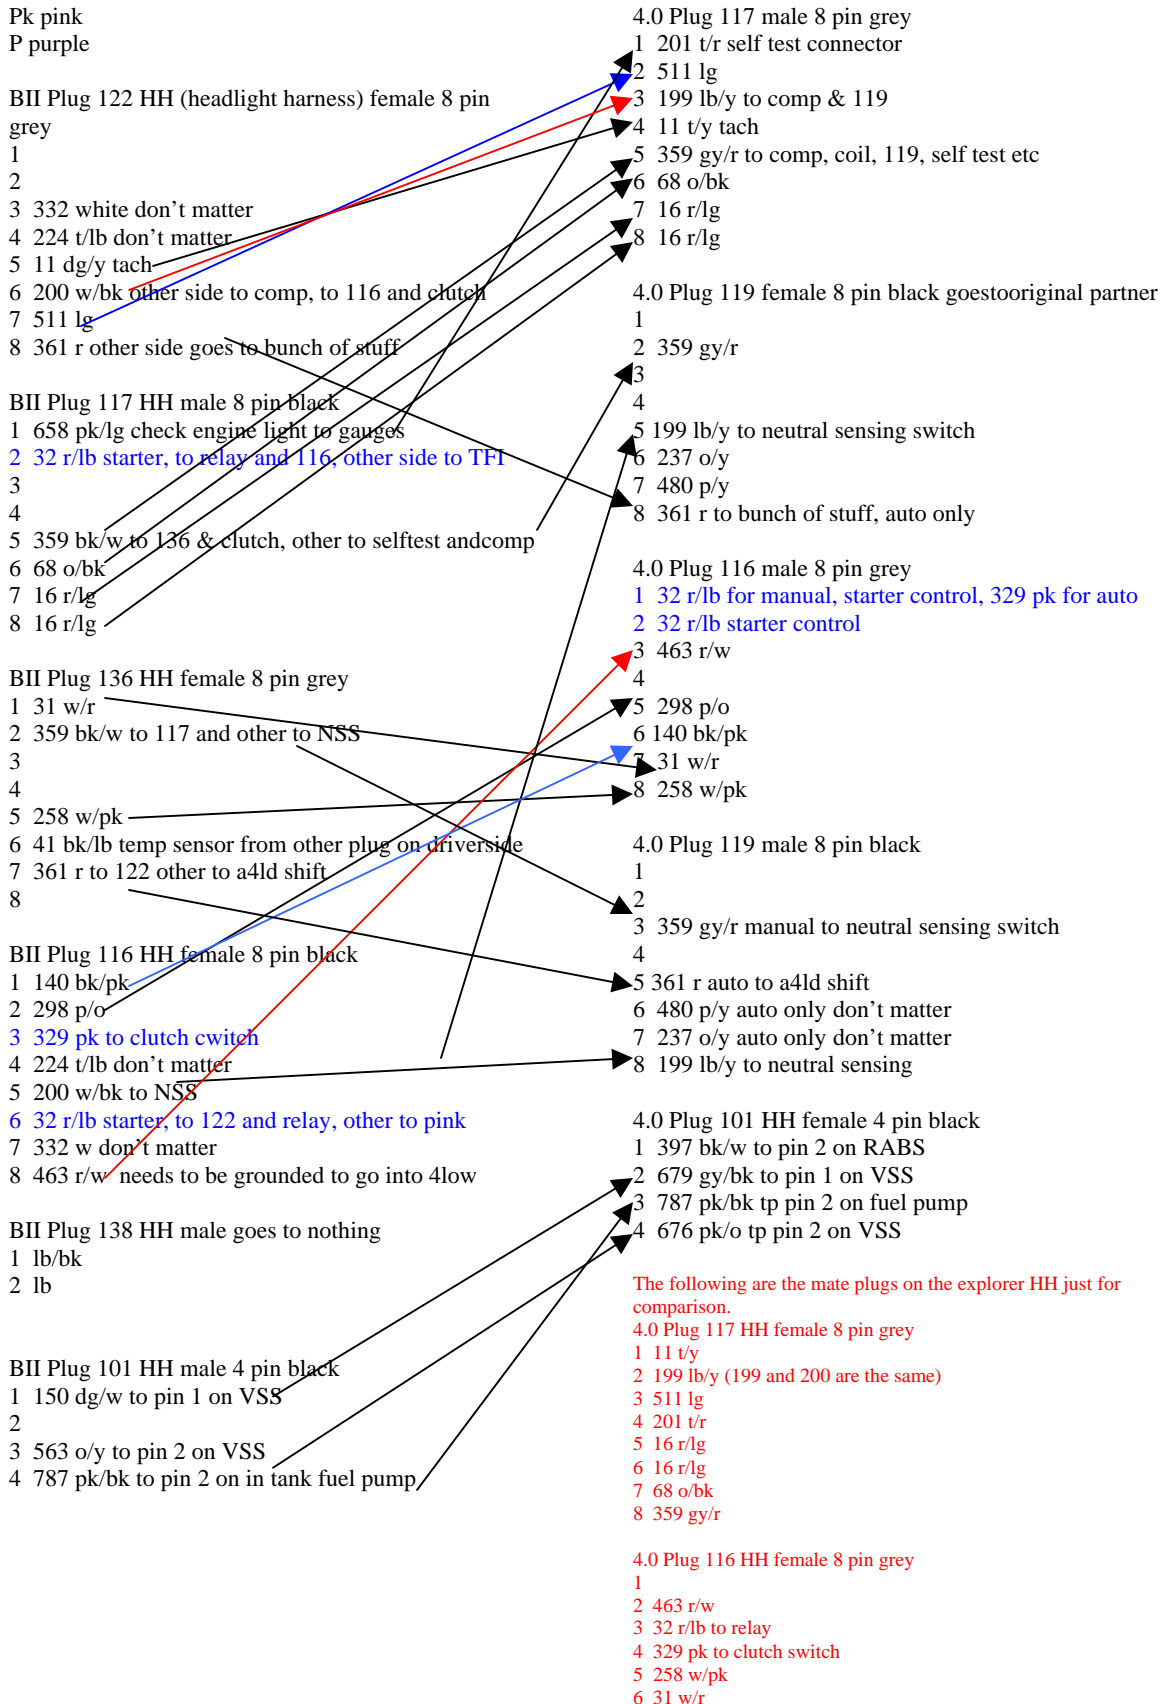 Pk pink
P purple
BII Plug 122 HH (headlight harness) female 8 pin
grey
1
2
3 332 white don't matter
4 224 t/lb don't matter
5 11 dg/y tach
6 200 w/bk other side to comp, to 116 and clutch
7 511 lg
8 361 r other side goes to bunch of stuff
BII Plug 117 HH male 8 pin black
1 658 pk/lg check engine light to gauges
2 32 r/lb starter, to relay and 116, other side to TFI
3
4
5 359 bk/w to 136 & clutch, other to selftest andcomp
6 68 o/bk
7 16 r/lg
8 16 r/lg
BII Plug 136 HH female 8 pin grey
1 31 w/r
2 359 bk/w to 117 and other to NSS
3
4
5 258 w/pk
6 41 bk/lb temp sensor from other plug on driverside
7 361 r to 122 other to a4ld shift
8
BII Plug 116 HH female 8 pin black
1 140 bk/pk
2 298 p/o
3 329 pk to clutch cwitch
4 224 t/lb don't matter
5 200 w/bk to NSS
6 32 r/lb starter, to 122 and relay, other to pink
7 332 w don't matter
8 463 r/w needs to be grounded to go into 4low
BII Plug 138 HH male goes to nothing
1 lb/bk
2 lb
BII Plug 101 HH male 4 pin black
1 150 dg/w to pin 1 on VSS
2
3 563 o/y to pin 2 on VSS
4 787 pk/bk to pin 2 on in tank fuel pump
4.0 Plug 117 male 8 pin grey
1 201 t/r self test connector
2 511 lg
3 199 lb/y to comp & 119
4 11 t/y tach
5 359 gy/r to comp, coil, 119, self test etc
6 68 o/bk
7 16 r/lg
8 16 r/lg
4.0 Plug 119 female 8 pin black goestooriginal partner
1
2 359 gy/r
3
4
5 199 lb/y to neutral sensing switch
6 237 o/y
7 480 p/y
8 361 r to bunch of stuff, auto only
4.0 Plug 116 male 8 pin grey
1 32 r/lb for manual, starter control, 329 pk for auto
2 32 r/lb starter control
3 463 r/w
4
5 298 p/o
6 140 bk/pk
7 31 w/r
8 258 w/pk
4.0 Plug 119 male 8 pin black
1
2
3 359 gy/r manual to neutral sensing switch
4
5 361 r auto to a4ld shift
6 480 p/y auto only don't matter
7 237 o/y auto only don't matter
8 199 lb/y to neutral sensing
4.0 Plug 101 HH female 4 pin black
1 397 bk/w to pin 2 on RABS
2 679 gy/bk to pin 1 on VSS
3 787 pk/bk tp pin 2 on fuel pump
4 676 pk/o tp pin 2 on VSS
The following are the mate plugs on the explorer HH just for
comparison.
4.0 Plug 117 HH female 8 pin grey
1 11 t/y
2 199 lb/y (199 and 200 are the same)
3 511 lg
4 201 t/r
5 16 r/lg
6 16 r/lg
7 68 o/bk
8 359 gy/r
4.0 Plug 116 HH female 8 pin grey
1
2 463 r/w
3 32 r/lb to relay
4 329 pk to clutch switch
5 258 w/pk
6 31 w/r